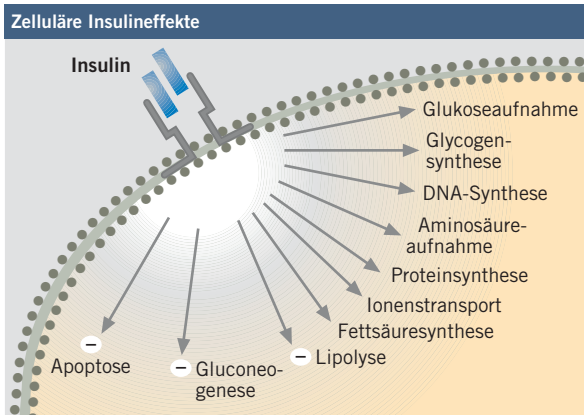 Zelluläre Insulineffekte
Insulin
Glukoseaufnahme
Glycogen-
synthese
DNA-Synthese
Aminosäure-
aufnahme
Proteinsynthese
Ionenstransport
Fettsäuresynthese
− Lipolyse
− Gluconeo-
genese
−
Apoptose